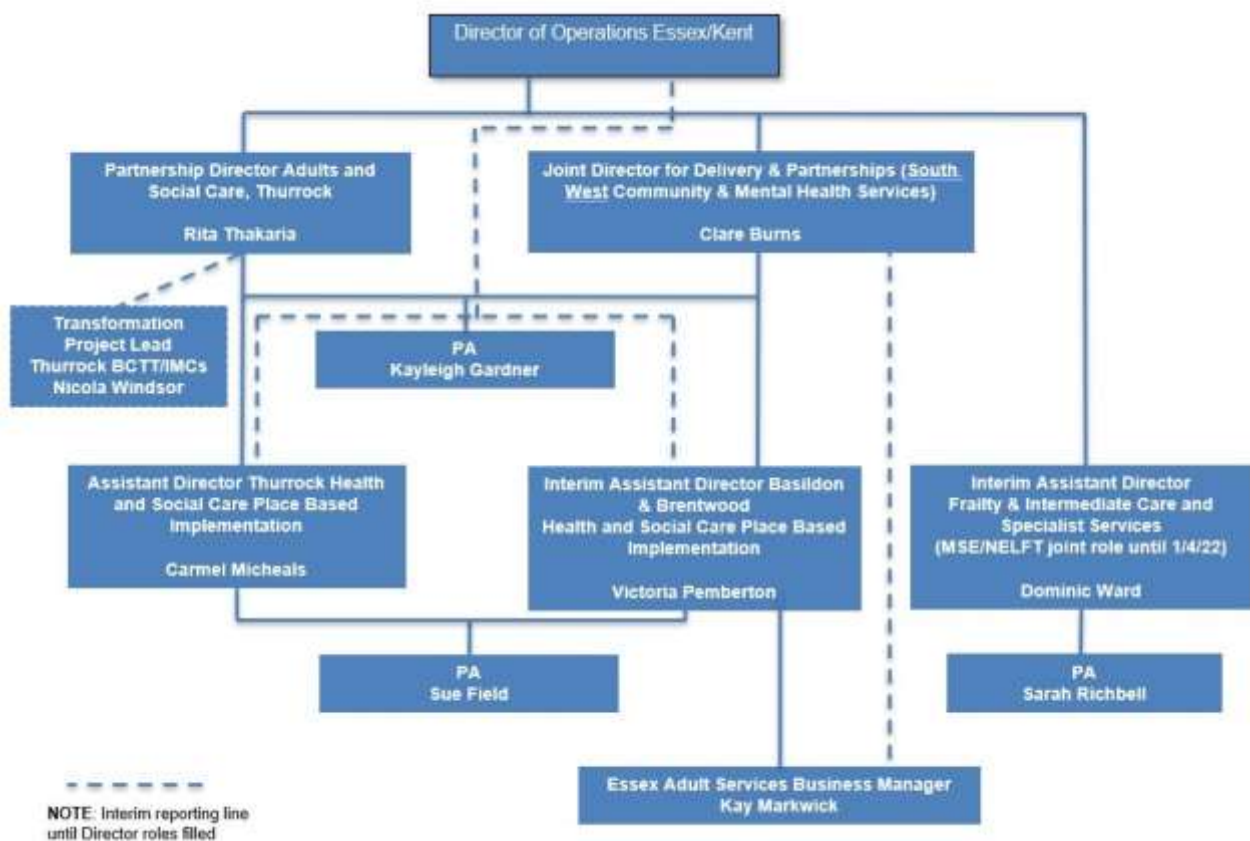 Director of Operations Essex/Kent
Partnership Director Adults and
Social Care, Thurrock
Rita Thakaria
Joint Director for Delivery & Partnerships (South
West Community & Mental Health Services)
Clare Burns
Transformation
Project Lead
Thurrock BCTT/IMCs
Nicola Windsor
PA
Kayleigh Gardner
Assistant Director Thurrock Health
and Social Care Place Based
Implementation
Carmel Micheals
Interim Assistant Director Basildon
& Brentwood
Health and Social Care Place Based
Implementation
Victoria Pemberton
Interim Assistant Director
Frailty & Intermediate Care and
Specialist Services
(MSE/NELFT joint role until 1/4/22)
Dominic Ward
PA
Sue Field
PA
Sarah Richbell
Essex Adult Services Business Manager
Kay Markwick
NOTE: Interim reporting line
until Director roles filled